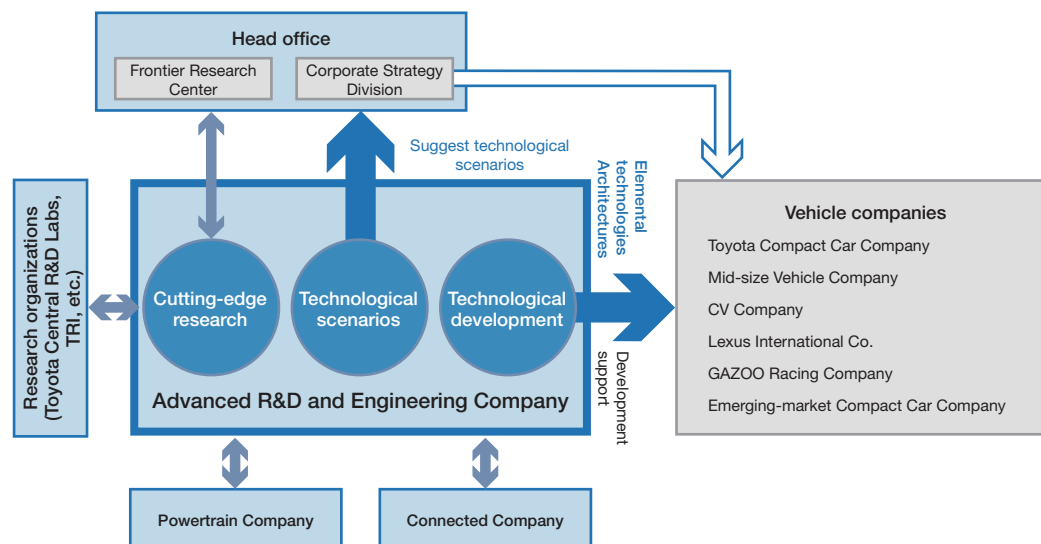 Head office
Frontier Research
Center
Corporate Strategy
Division
Suggest technological
scenarios
Elemental
technologies
Architectures
Research organizations
(Toyota Central R&D Labs,
TRI, etc.)
Cutting-edge
research
Technological
scenarios
Technological
development
Advanced R&D and Engineering Company
Development
support
Vehicle companies
Toyota Compact Car Company
Mid-size Vehicle Company
CV Company
Lexus International Co.
GAZOO Racing Company
Emerging-market Compact Car Company
Powertrain Company
Connected Company